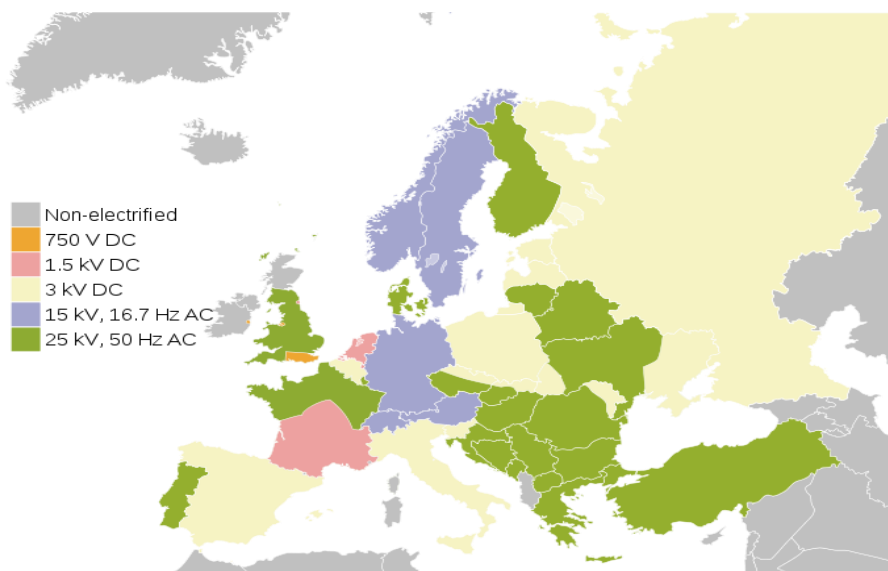 Non-electrified
750 V DC
1.5 kV DC
3 kV DC
15 kV, 16.7 Hz AC
25 kV, 50 Hz AC